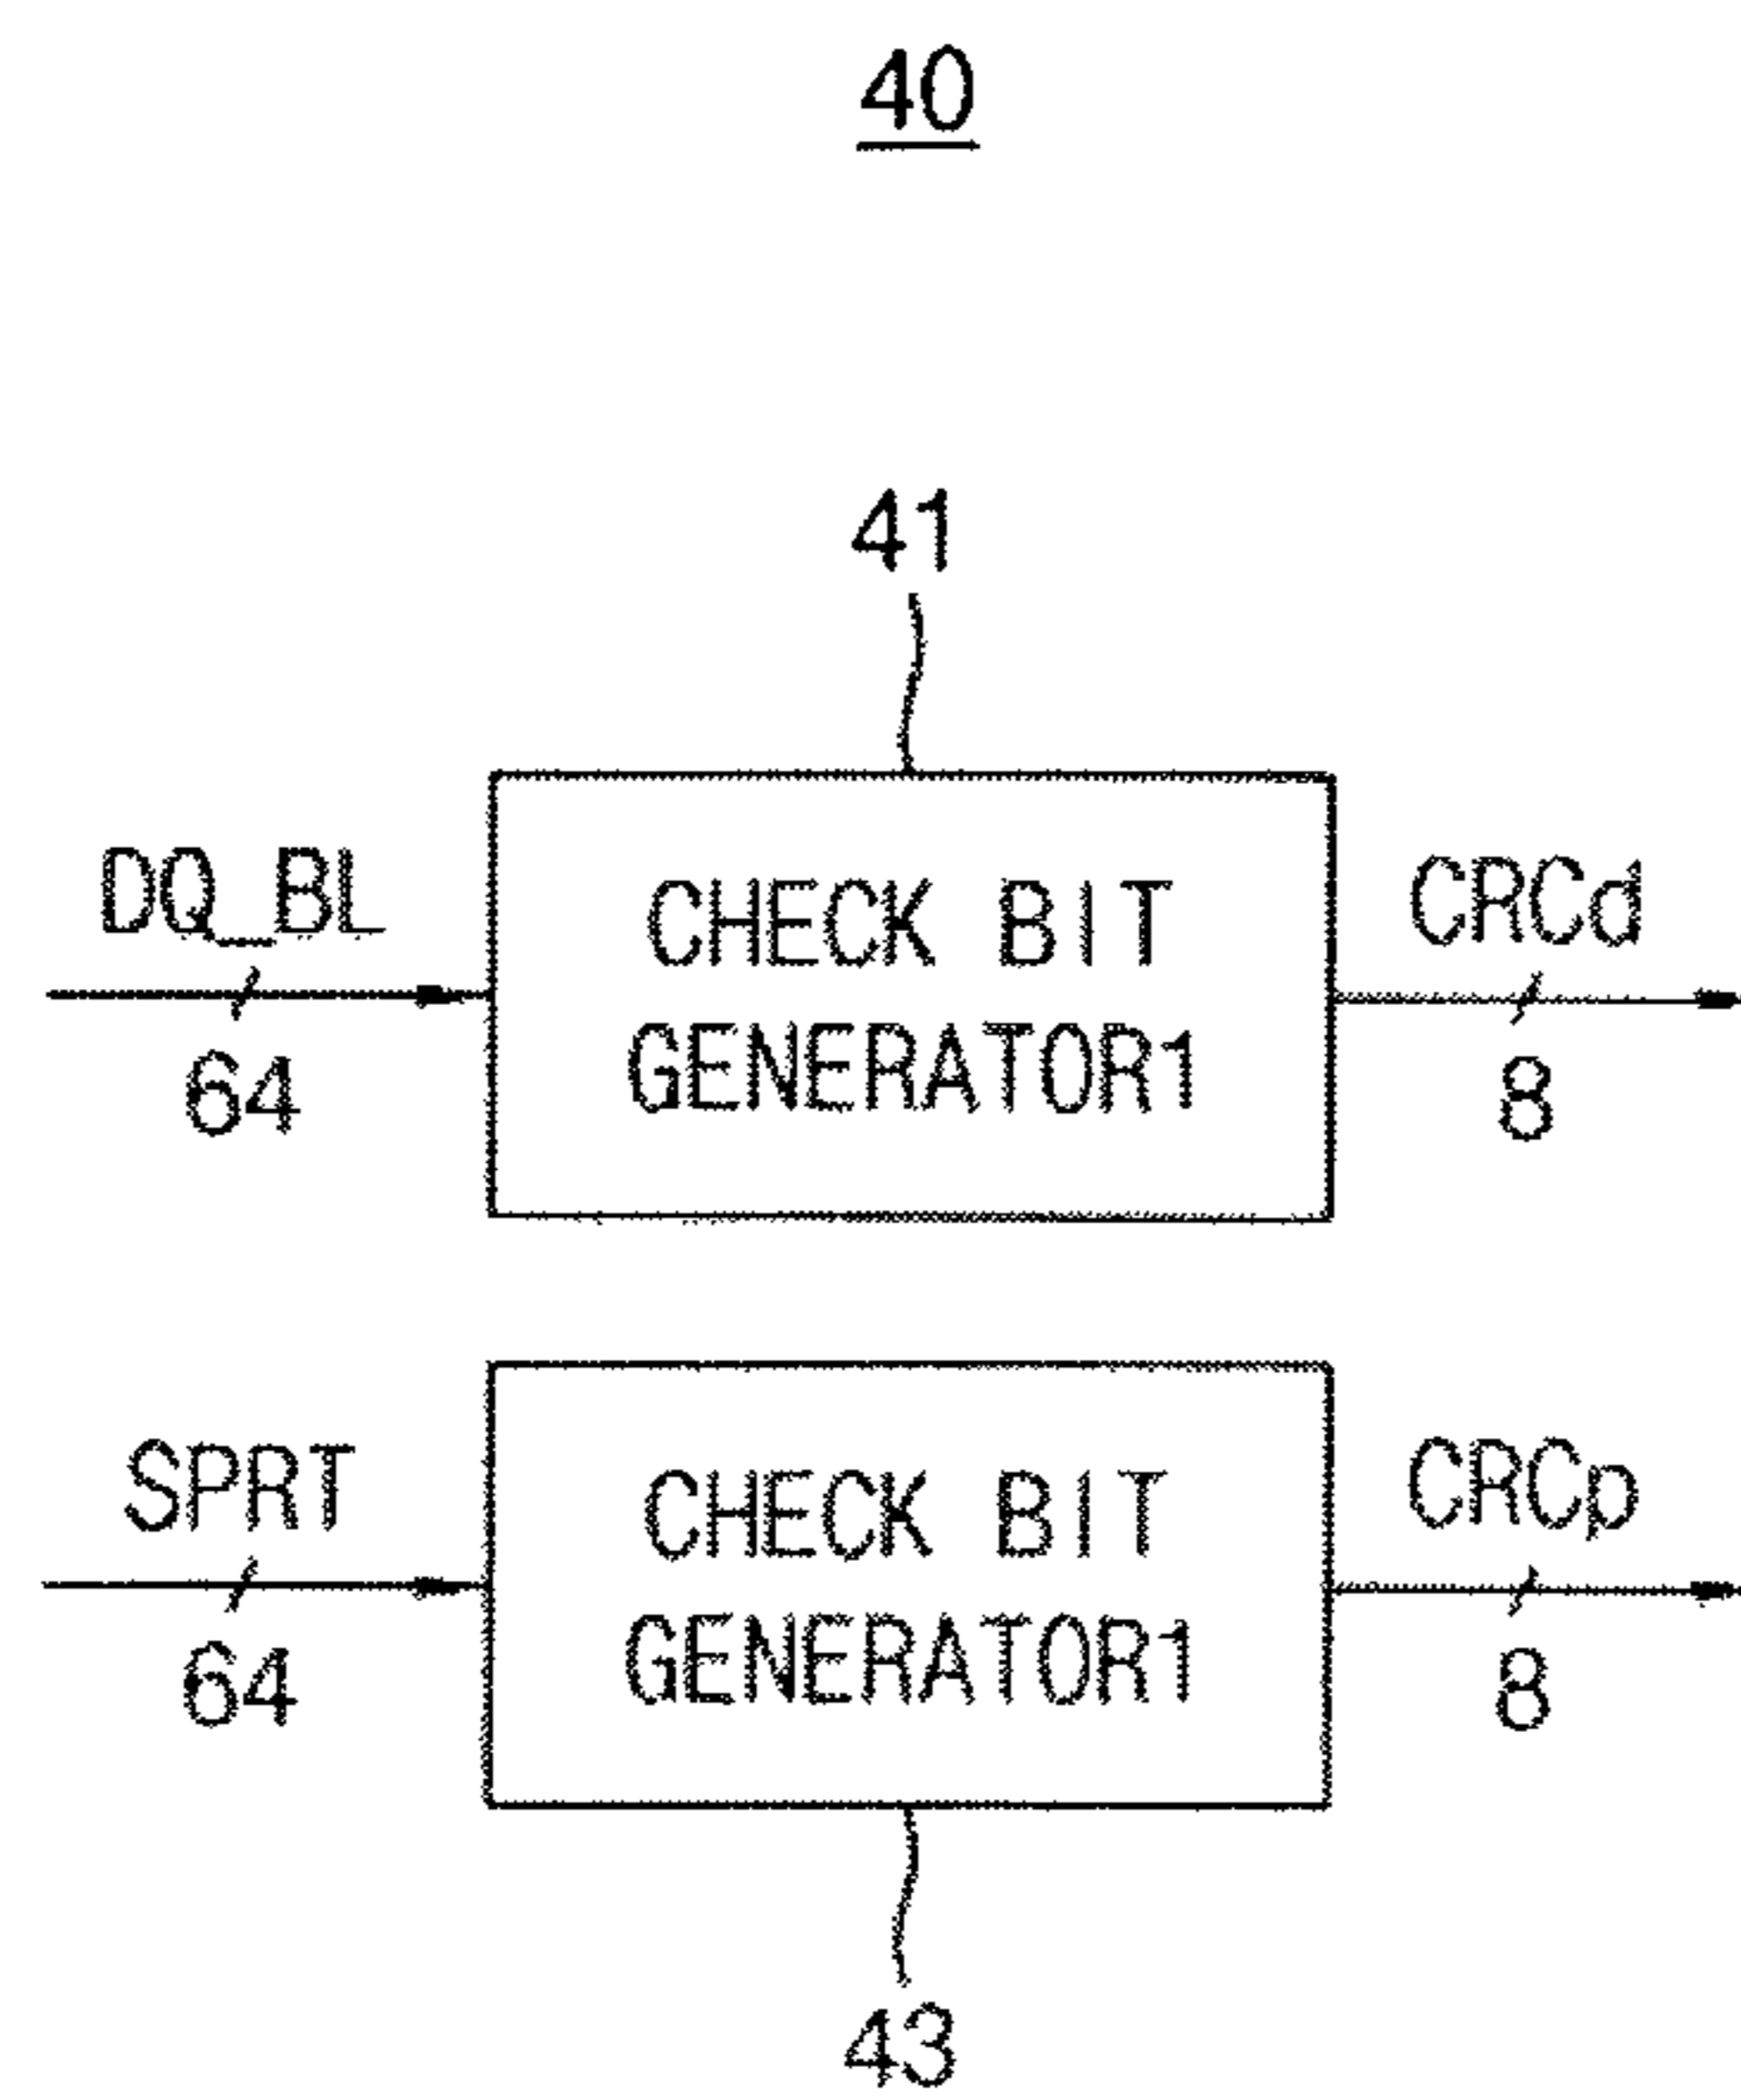 40
41
DQ_BL
64
CHECK BIT
GENERATOR1
CRCd
8
SPRT
64
CHECK BIT
GENERATOR1
CRCp
8
43